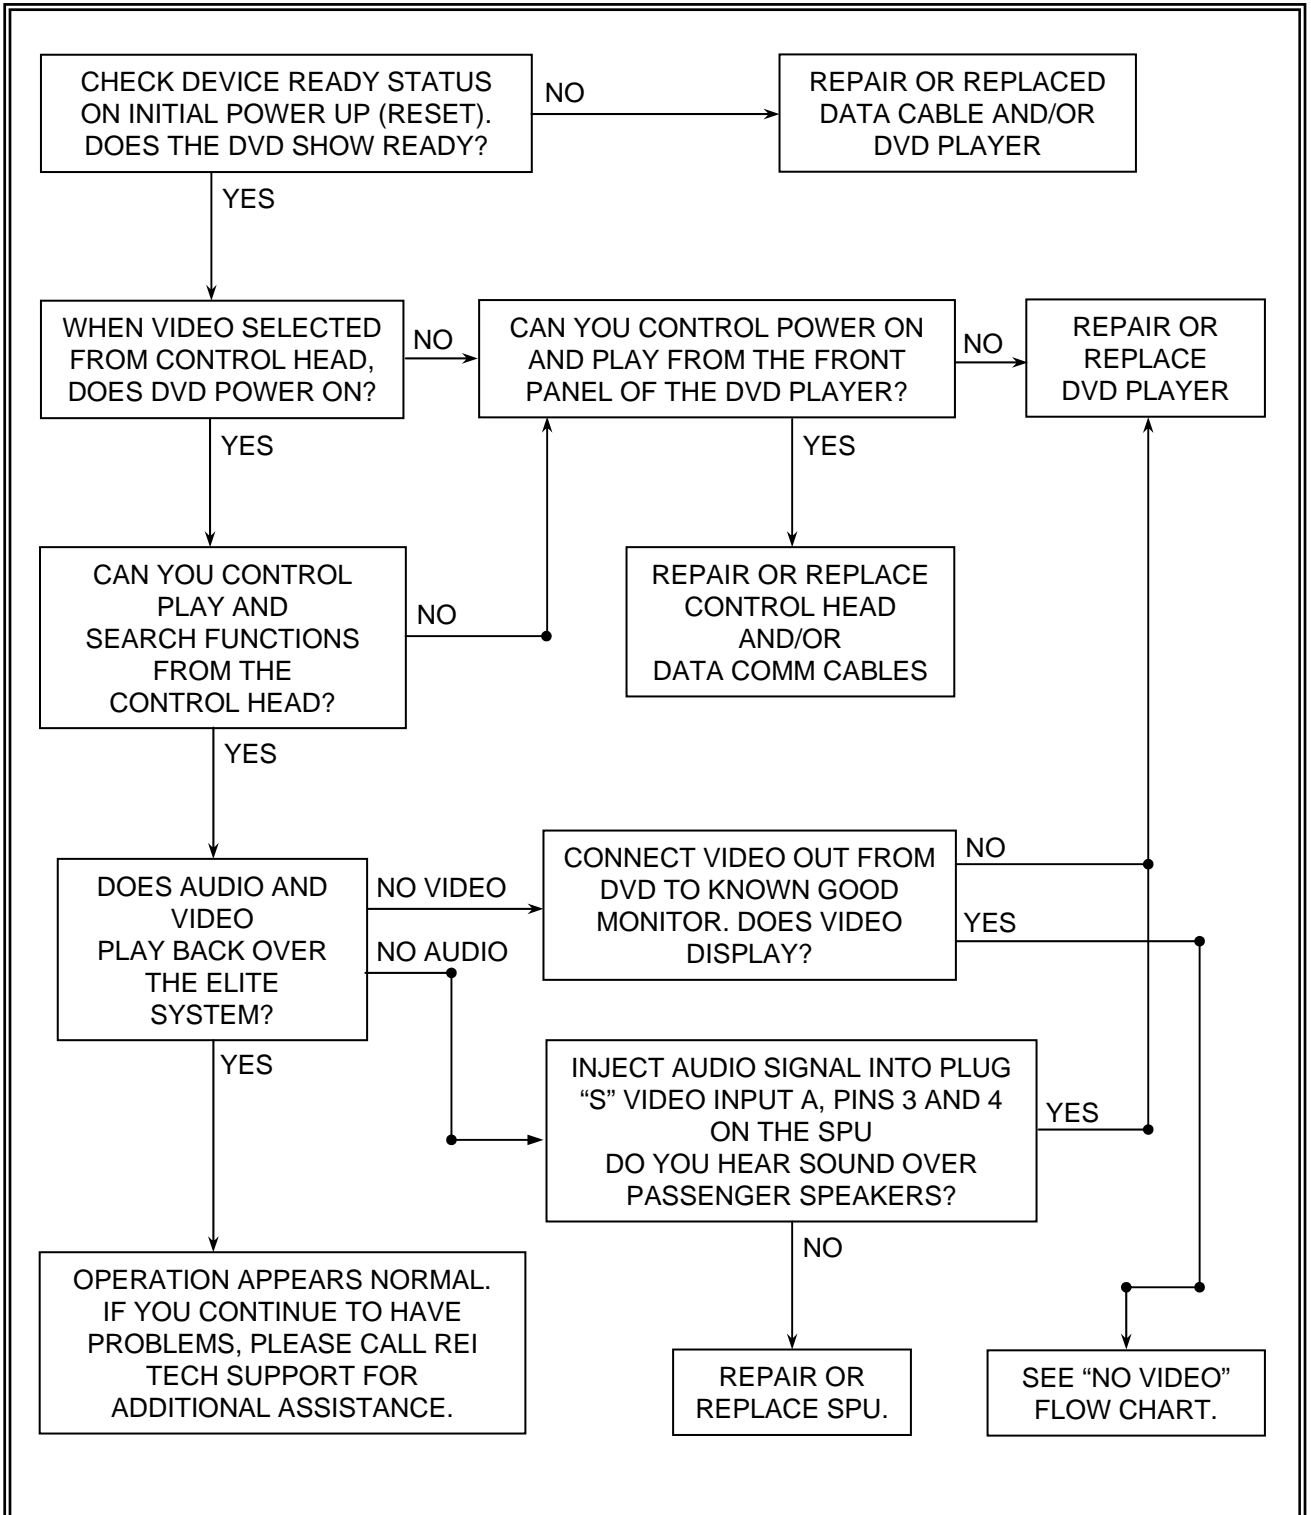 CHECK DEVICE READY STATUS
ON INITIAL POWER UP (RESET).
DOES THE DVD SHOW READY?
NO
REPAIR OR REPLACED
DATA CABLE AND/OR
DVD PLAYER
YES
WHEN VIDEO SELECTED
FROM CONTROL HEAD,
DOES DVD POWER ON?
NO
CAN YOU CONTROL POWER ON
AND PLAY FROM THE FRONT
PANEL OF THE DVD PLAYER?
NO
REPAIR OR
REPLACE
DVD PLAYER
YES
YES
CAN YOU CONTROL
PLAY AND
SEARCH FUNCTIONS
FROM THE
CONTROL HEAD?
NO
REPAIR OR REPLACE
CONTROL HEAD
AND/OR
DATA COMM CABLES
YES
DOES AUDIO AND
VIDEO
PLAY BACK OVER
THE ELITE
SYSTEM?
NO VIDEO
NO AUDIO
CONNECT VIDEO OUT FROM
DVD TO KNOWN GOOD
MONITOR. DOES VIDEO
DISPLAY?
NO
YES
YES
INJECT AUDIO SIGNAL INTO PLUG
“S” VIDEO INPUT A, PINS 3 AND 4
ON THE SPU
DO YOU HEAR SOUND OVER
PASSENGER SPEAKERS?
YES
NO
OPERATION APPEARS NORMAL.
IF YOU CONTINUE TO HAVE
PROBLEMS, PLEASE CALL REI
TECH SUPPORT FOR
ADDITIONAL ASSISTANCE.
REPAIR OR
REPLACE SPU.
SEE “NO VIDEO”
FLOW CHART.